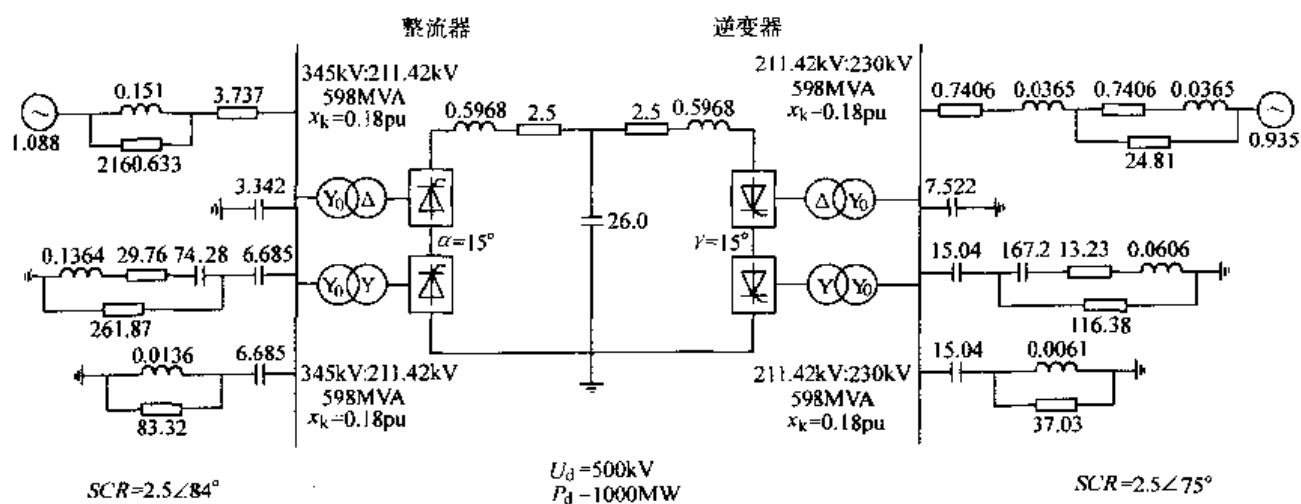 整流器
逆变器
345kV:211.42kV
598MVA
xk=0.18pu
211.42kV:230kV
598MVA
xk=0.18pu
0.151
3.737
1.088
2160.633
0.5968
2.5
2.5
0.5968
0.7406
0.0365
0.7406
0.0365
24.81
0.935
3.342
Y0
Δ
Δ
Y0
7.522
26.0
α=15°
γ=15°
0.1364
29.76
74.28
6.685
261.87
Y0
Y
Y
Y0
15.04
167.2
13.23
0.0606
116.38
0.0136
6.685
83.32
345kV:211.42kV
598MVA
xk=0.18pu
211.42kV:230kV
598MVA
xk=0.18pu
15.04
0.0061
37.03
SCR=2.5∠84°
Ud=500kV
Pd=1000MW
SCR=2.5∠75°